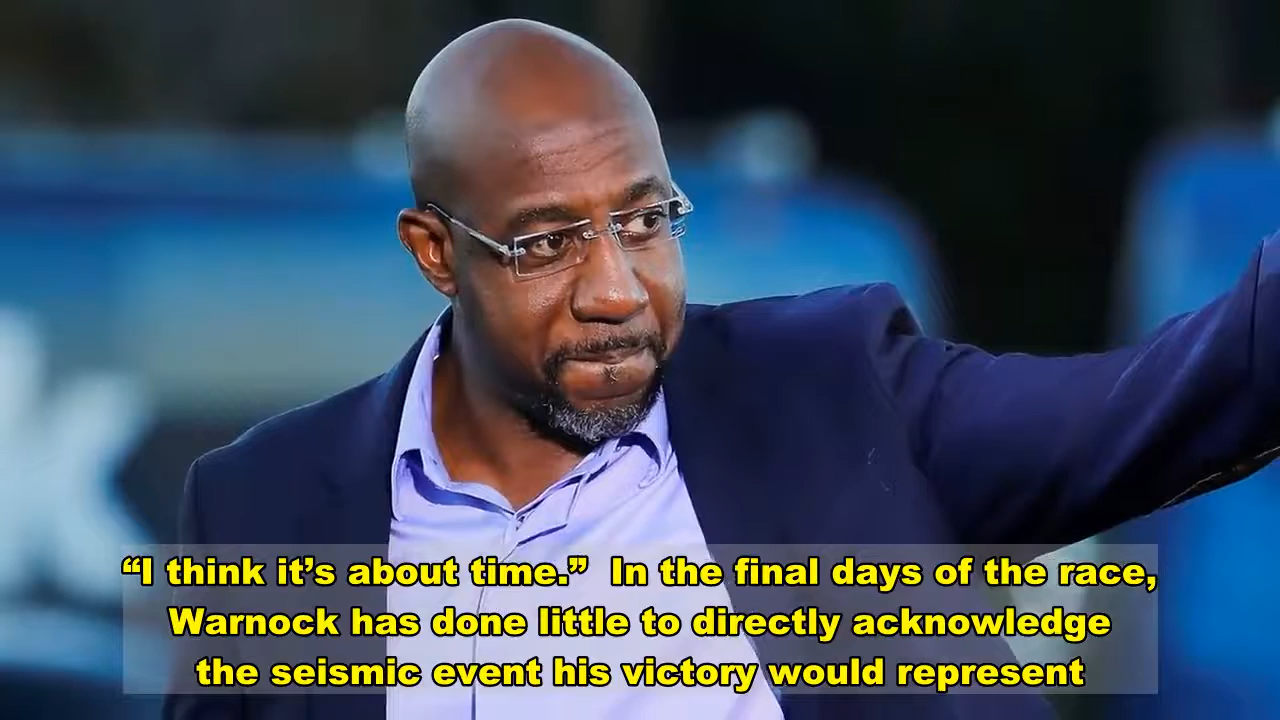 “I think it’s about time.”  In the final days of the race,
Warnock has done little to directly acknowledge
the seismic event his victory would represent